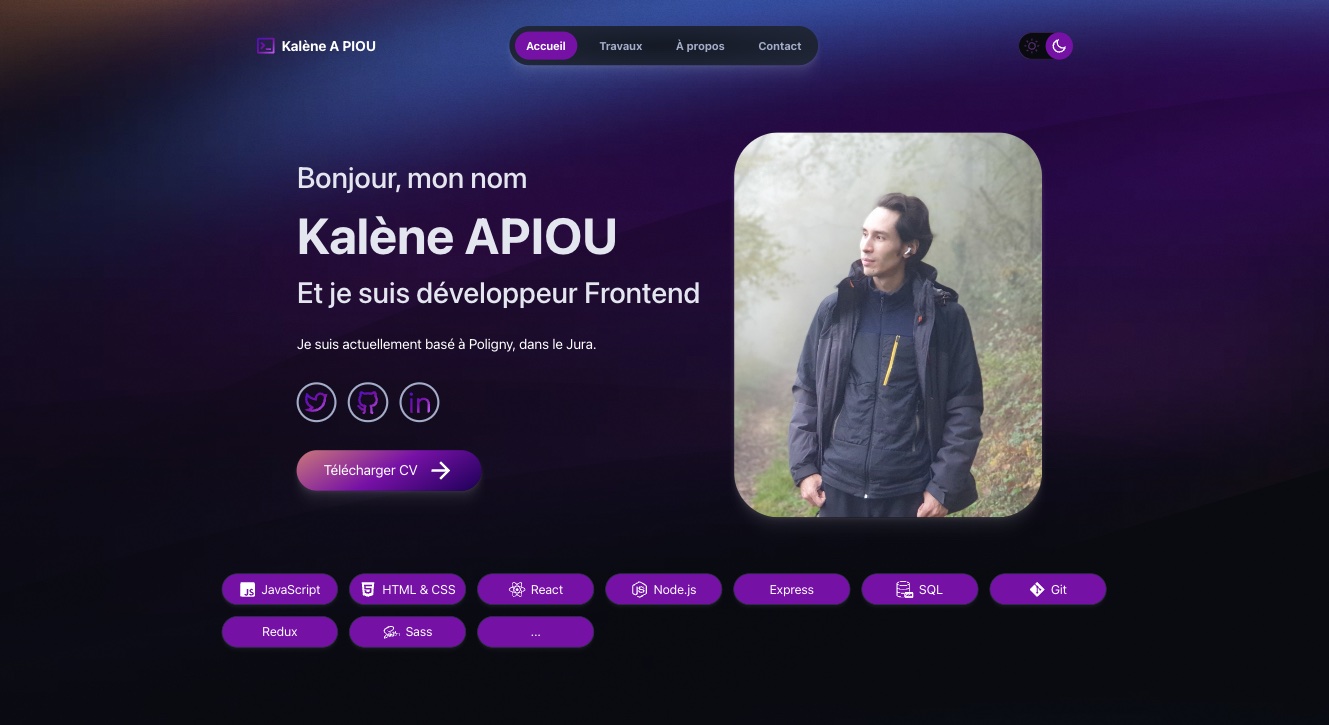 Kalène A PIOU
Accueil Travaux À propos Contact
Bonjour, mon nom
Kalène APIOU
Et je suis développeur Frontend
Je suis actuellement basé à Poligny, dans le Jura.
in
Télécharger CV
JS JavaScript HTML & CSS React JS Node.js Express SQL Git
Redux Sass ...